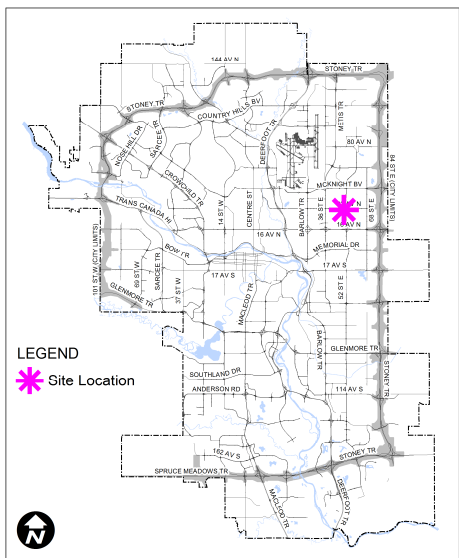 144 AV N
STONEY TR
STONEY TR
COUNTRY HILLS BV
METIS TR
NOSE HILL DR
SARCEE TR
DEERFOOT TR
80 AV N
CROWCHILD TR
MCKNIGHT BV
84 ST E (CITY LIMITS)
TRANS CANADA HI
14 ST W
CENTRE ST
BARLOW TR
36 ST E
AV N
68 ST E
16 AV N
16 AV N
101 ST W (CITY LIMITS)
BOW TR
MEMORIAL DR
69 ST W
SARCEE TR
37 ST W
17 AV S
17 AV S
GLENMORE TR
MACLEOD TR
52 ST E
BARLOW TR
LEGEND
GLENMORE TR
Site Location
SOUTHLAND DR
STONEY TR
ANDERSON RD
114 AV S
162 AV S
STONEY TR
SPRUCE MEADOWS TR
MACLEOD TR
DEERFOOT TR
N